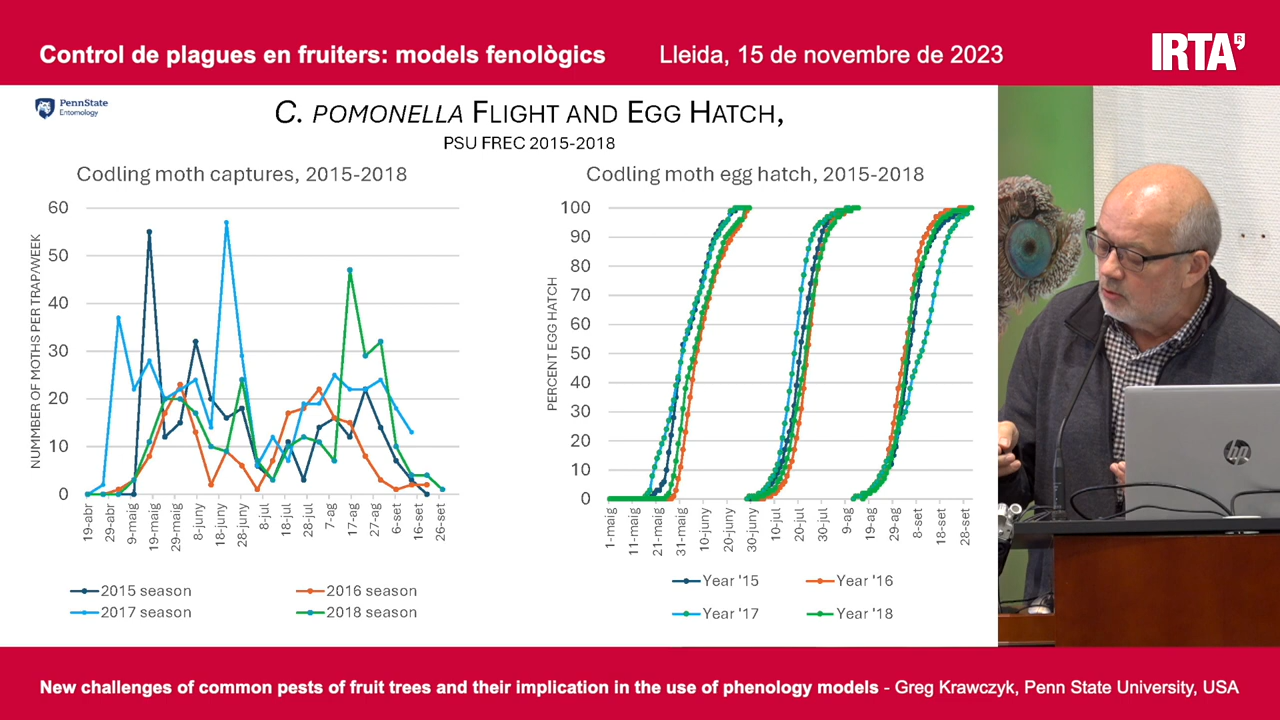 Control de plagues en fruiters: models fenològics
Lleida, 15 de novembre de 2023
IRTA
R
PennState
Entomology
C. POMONELLA FLIGHT AND EGG HATCH,
PSU FREC 2015-2018
Codling moth captures, 2015-2018
NUMMBER OF MOTHS PER TRAP/WEEK
60
50
40
30
20
10
0
19-abr
29-abr
9-maig
19-maig
29-maig
8-juny
18-juny
28-juny
8-jul
18-jul
28-jul
7-ag
17-ag
27-ag
6-set
16-set
26-set
2015 season
2016 season
2017 season
2018 season
Codling moth egg hatch, 2015-2018
PERCENT EGG HATCH
100
90
80
70
60
50
40
30
20
10
0
1-maig
11-maig
21-maig
31-maig
10-juny
20-juny
30-juny
10-jul
20-jul
30-jul
9-ag
19-ag
29-ag
8-set
18-set
28-set
Year '15
Year '16
Year '17
Year '18
hp
New challenges of common pests of fruit trees and their implication in the use of phenology models - Greg Krawczyk, Penn State University, USA